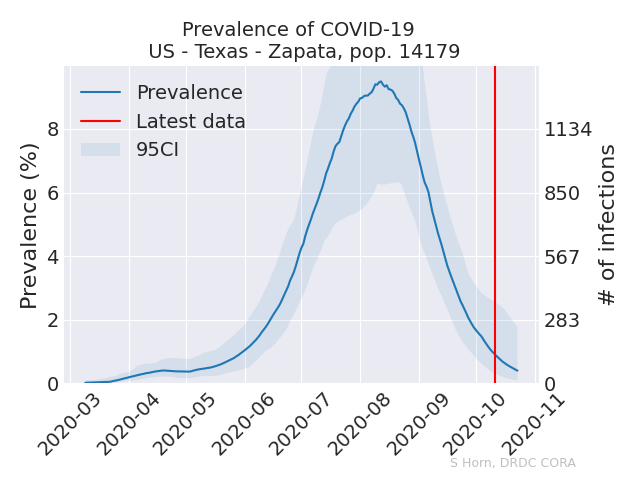 Prevalence of COVID-19
US - Texas - Zapata, pop. 14179
Prevalence
Latest data
95CI
Prevalence (%)
8
6
4
2
0
1134
850
567
283
0
# of infections
2020-03
2020-04
2020-05
2020-06
2020-07
2020-08
2020-09
2020-10
2020-11
S Horn, DRDC CORA